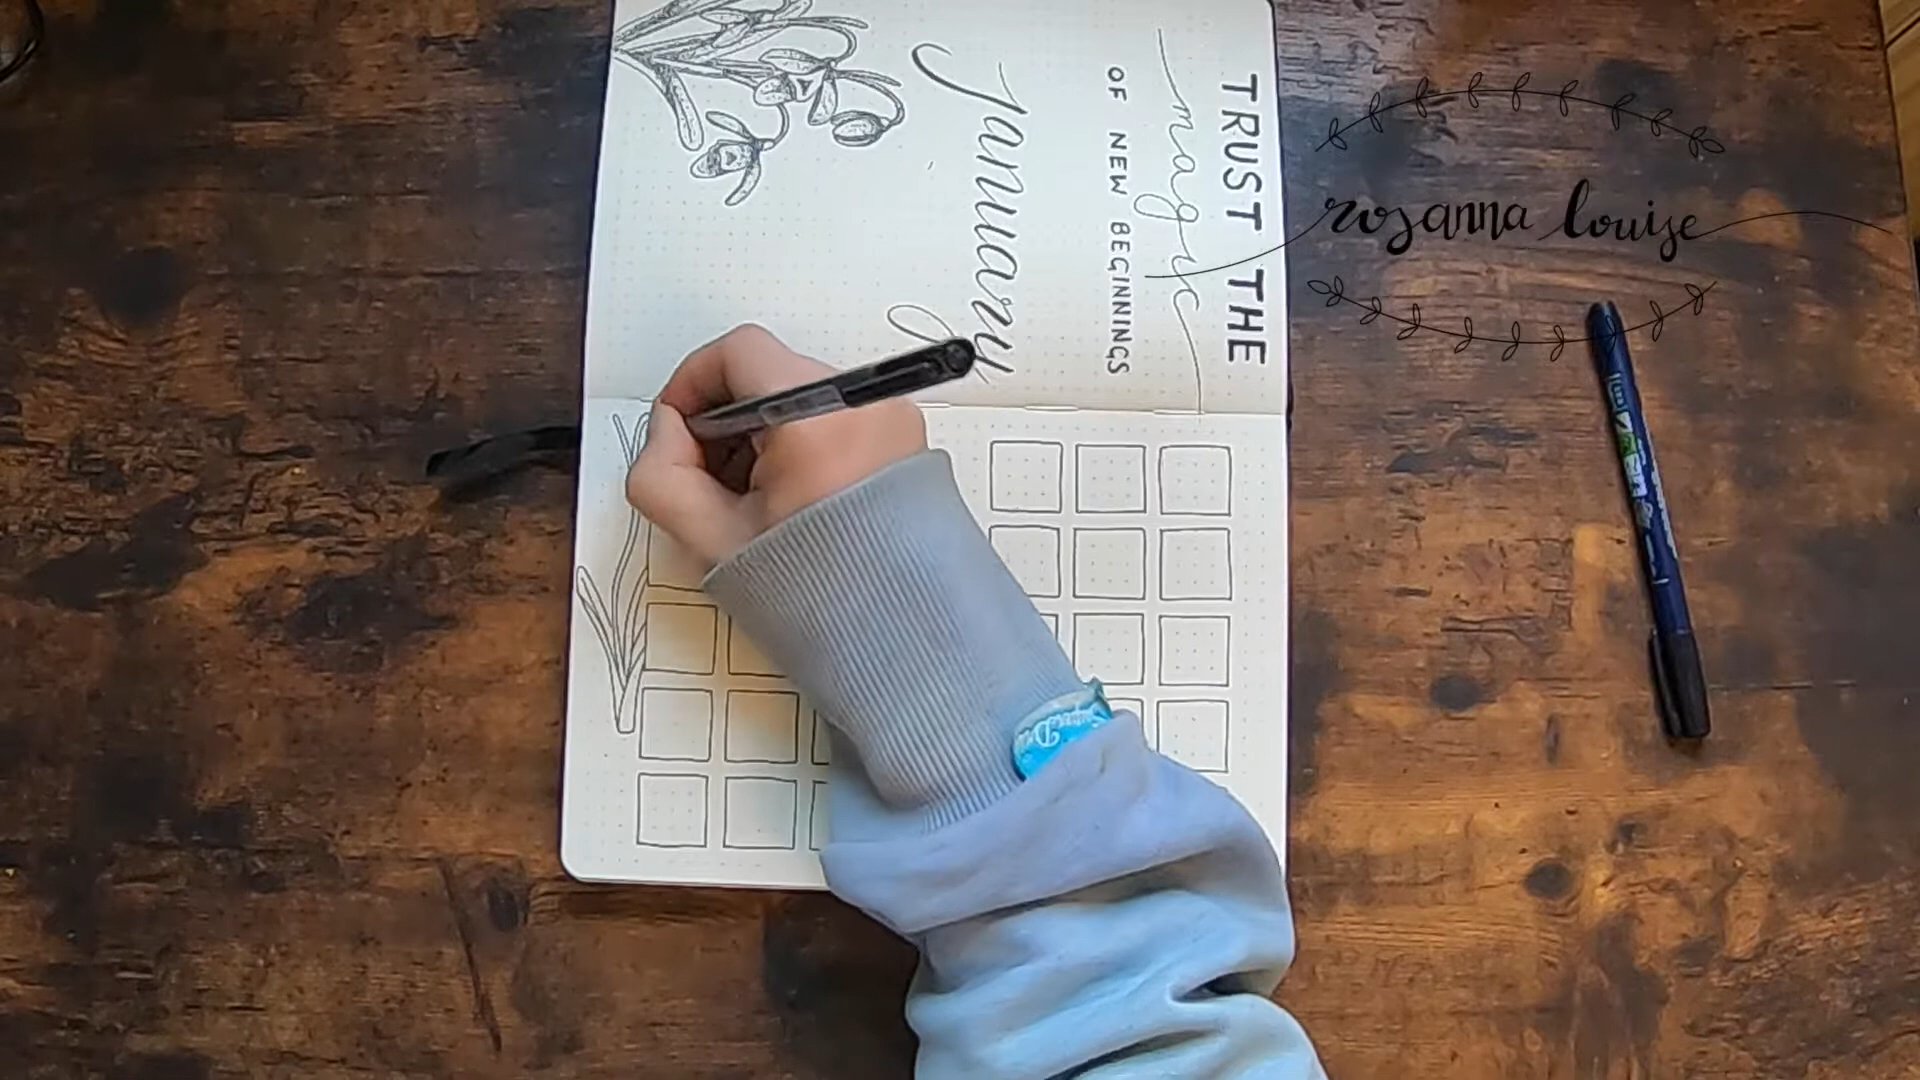 TRUST THE
magic
OF NEW BEGINNINGS
January
rosanna louise